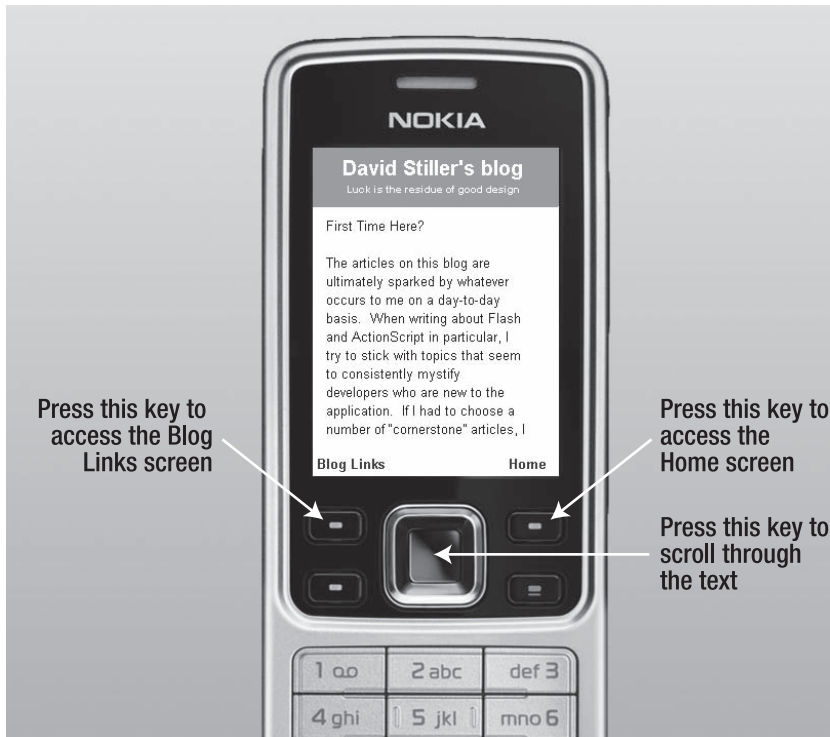 NOKIA
David Stiller's blog
Luck is the residue of good design
First Time Here?
The articles on this blog are
ultimately sparked by whatever
occurs to me on a day-to-day
basis.  When writing about Flash
and ActionScript in particular, I
try to stick with topics that seem
to consistently mystify
developers who are new to the
application.  If I had to choose a
number of "cornerstone" articles, I
Blog Links
Home
Press this key to
access the Blog
Links screen
Press this key to
access the
Home screen
Press this key to
scroll through
the text
1 ꝏ
2 abc
def 3
4 ghi
5 jkl
mno 6